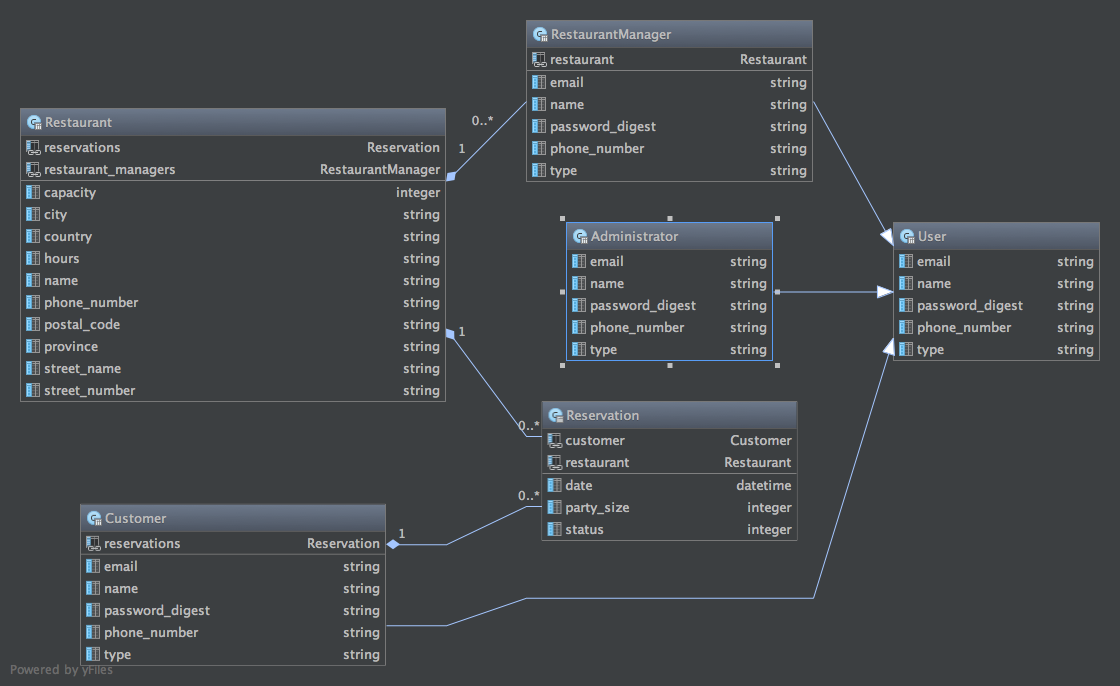 RestaurantManager
restaurant Restaurant
email string
name string
password_digest string
phone_number string
type string
0..*
1
Restaurant
reservations Reservation
restaurant_managers RestaurantManager
capacity integer
city string
country string
hours string
name string
phone_number string
postal_code string
province string
street_name string
street_number string
1
Administrator
email string
name string
password_digest string
phone_number string
type string
User
email string
name string
password_digest string
phone_number string
type string
0..*
Reservation
customer Customer
restaurant Restaurant
date datetime
party_size integer
status integer
0..*
1
Customer
reservations Reservation
email string
name string
password_digest string
phone_number string
type string
Powered by yFiles